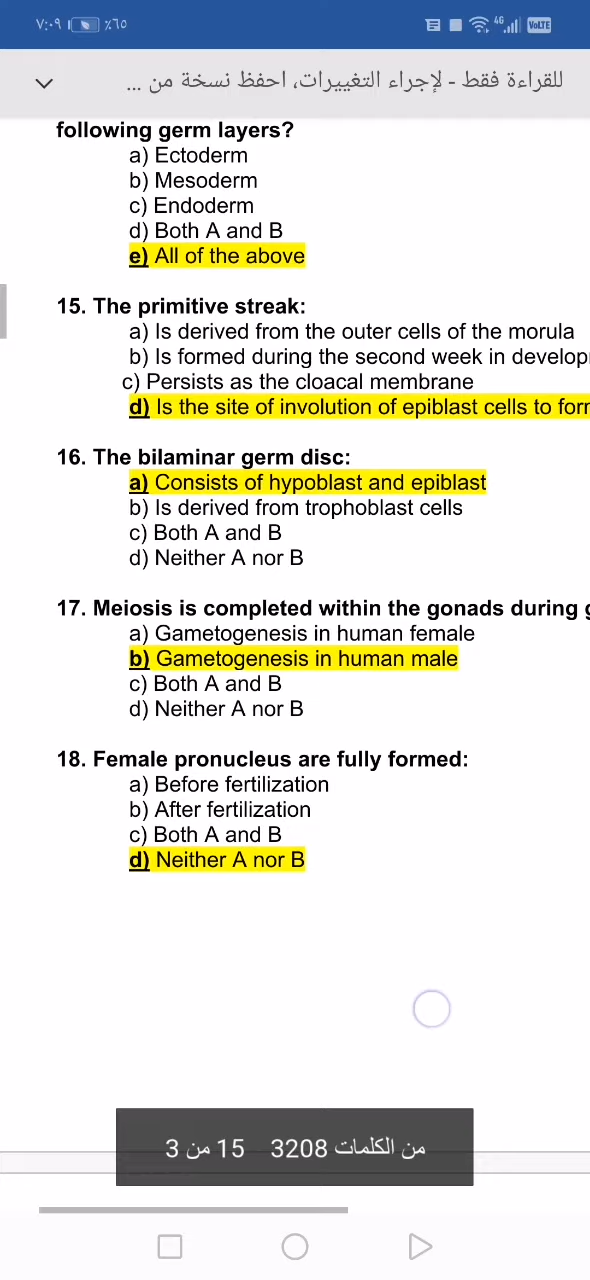 ٧:٠٩ ٪٦٥ 4G VoLTE
للقراءة فقط - لإجراء التغييرات، احفظ نسخة من ...
following germ layers?
a) Ectoderm
b) Mesoderm
c) Endoderm
d) Both A and B
e) All of the above
15. The primitive streak:
a) Is derived from the outer cells of the morula
b) Is formed during the second week in develop
c) Persists as the cloacal membrane
d) Is the site of involution of epiblast cells to for
16. The bilaminar germ disc:
a) Consists of hypoblast and epiblast
b) Is derived from trophoblast cells
c) Both A and B
d) Neither A nor B
17. Meiosis is completed within the gonads during
a) Gametogenesis in human female
b) Gametogenesis in human male
c) Both A and B
d) Neither A nor B
18. Female pronucleus are fully formed:
a) Before fertilization
b) After fertilization
c) Both A and B
d) Neither A nor B
3 من 15 3208 من الكلمات